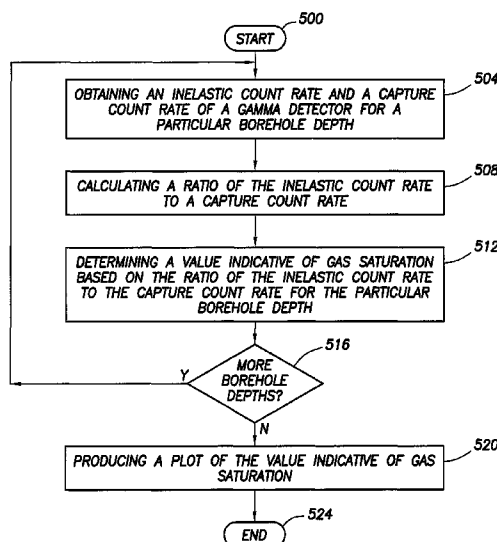 START
500
OBTAINING AN INELASTIC COUNT RATE AND A CAPTURE
COUNT RATE OF A GAMMA DETECTOR FOR A
PARTICULAR BOREHOLE DEPTH
504
CALCULATING A RATIO OF THE INELASTIC COUNT RATE
TO A CAPTURE COUNT RATE
508
DETERMINING A VALUE INDICATIVE OF GAS SATURATION
BASED ON THE RATIO OF THE INELASTIC COUNT RATE
TO THE CAPTURE COUNT RATE FOR THE PARTICULAR
BOREHOLE DEPTH
512
MORE
BOREHOLE
DEPTHS?
516
Y
N
PRODUCING A PLOT OF THE VALUE INDICATIVE OF GAS
SATURATION
520
END
524